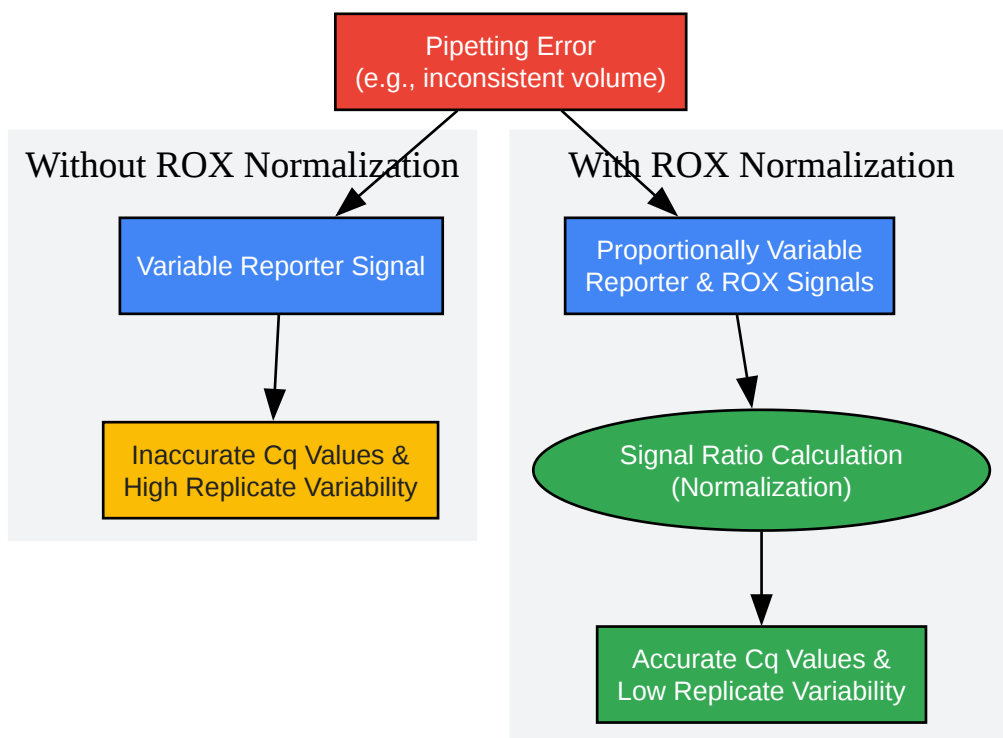 Pipetting Error
(e.g., inconsistent volume)
Without ROX Normalization
Variable Reporter Signal
Inaccurate Cq Values &
High Replicate Variability
With ROX Normalization
Proportionally Variable
Reporter & ROX Signals
Signal Ratio Calculation
(Normalization)
Accurate Cq Values &
Low Replicate Variability